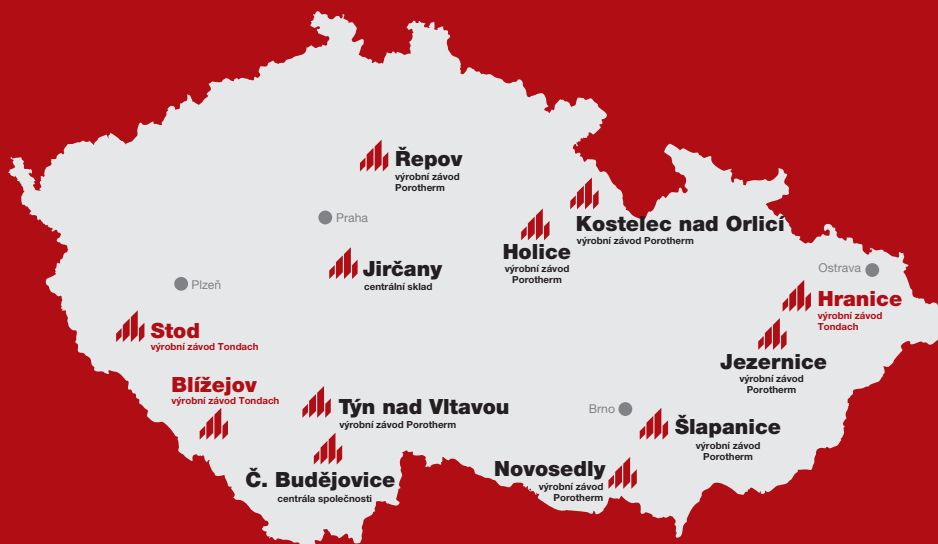 Řepov
výrobní závod
Porotherm
Praha
Kostelec nad Orlicí
výrobní závod Porotherm
Holice
výrobní závod
Porotherm
Jirčany
centrální sklad
Ostrava
Plzeň
Hranice
výrobní závod
Tondach
Stod
výrobní závod Tondach
Jezernice
výrobní závod
Porotherm
Blížejov
výrobní závod Tondach
Týn nad Vltavou
výrobní závod Porotherm
Brno
Šlapanice
výrobní závod
Porotherm
Novosedly
výrobní závod
Porotherm
Č. Budějovice
centrála společnosti